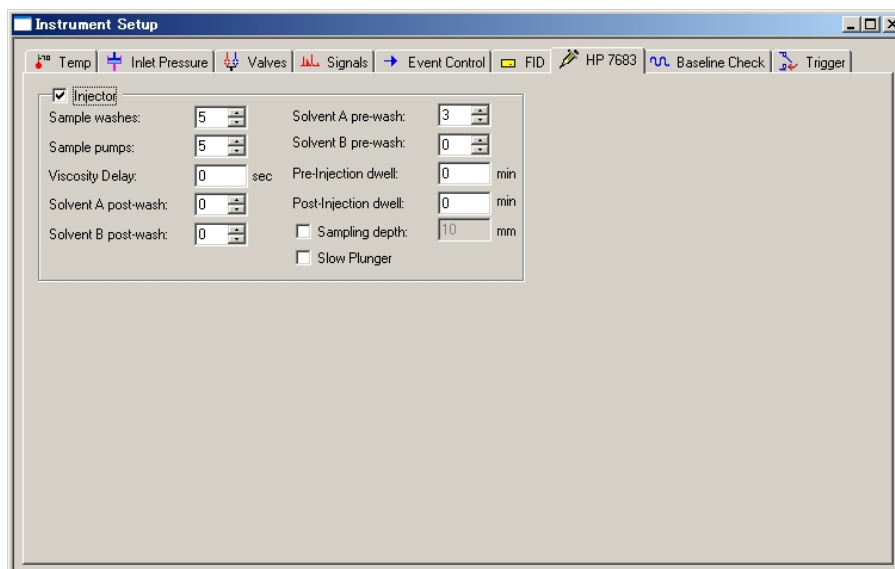 Instrument Setup
Temp Inlet Pressure Valves Signals Event Control FID HP 7683 Baseline Check Trigger
Injector
Sample washes: 5
Sample pumps: 5
Viscosity Delay: 0 sec
Solvent A post-wash: 0
Solvent B post-wash: 0
Solvent A pre-wash: 3
Solvent B pre-wash: 0
Pre-Injection dwell: 0 min
Post-Injection dwell: 0 min
Sampling depth: 10 mm
Slow Plunger